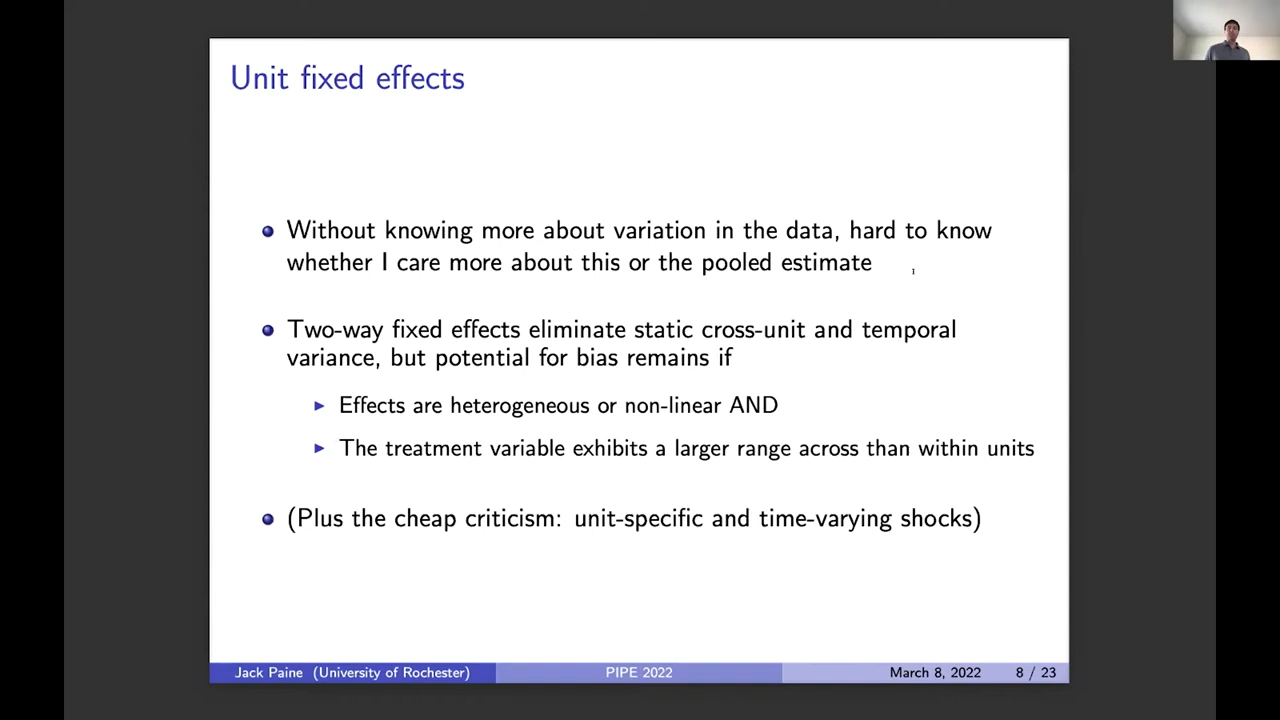 Unit fixed effects
Without knowing more about variation in the data, hard to know
whether I care more about this or the pooled estimate
Two-way fixed effects eliminate static cross-unit and temporal
variance, but potential for bias remains if
Effects are heterogeneous or non-linear AND
The treatment variable exhibits a larger range across than within units
(Plus the cheap criticism: unit-specific and time-varying shocks)
Jack Paine (University of Rochester) PIPE 2022 March 8, 2022 8 / 23